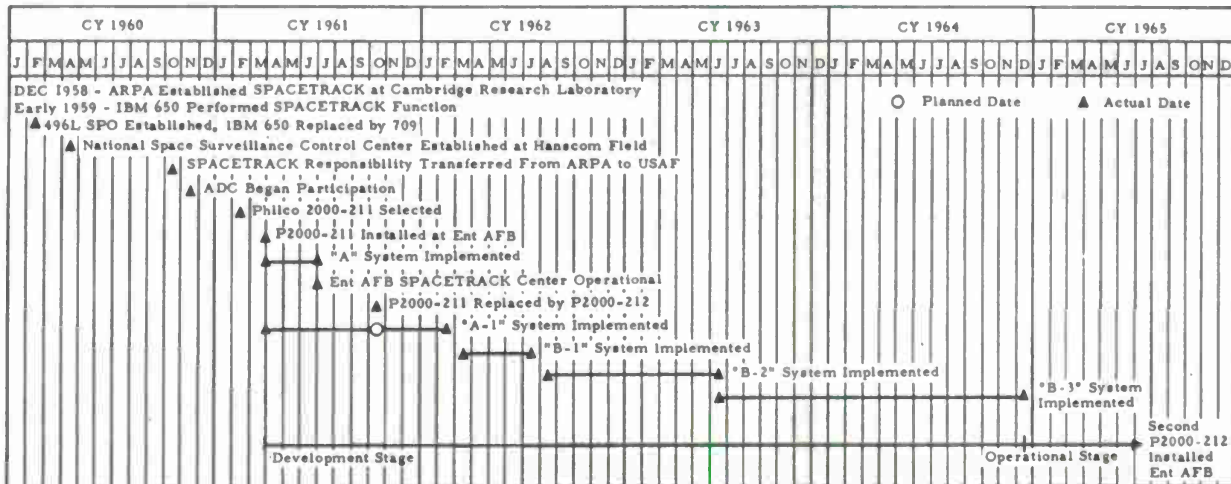 CY 1960 CY 1961 CY 1962 CY 1963 CY 1964 CY 1965
J F M A M J J A S O N D J F M A M J J A S O N D J F M A M J J A S O N D J F M A M J J A S O N D J F M A M J J A S O N D J F M A M J J A S O N D
DEC 1958 - ARPA Established SPACETRACK at Cambridge Research Laboratory
Early 1959 - IBM 650 Performed SPACETRACK Function
Planned Date Actual Date
496L SPO Established, IBM 650 Replaced by 709
National Space Surveillance Control Center Established at Hanscom Field
SPACETRACK Responsibility Transferred From ARPA to USAF
ADC Began Participation
Philco 2000-211 Selected
P2000-211 Installed at Ent AFB
"A" System Implemented
Ent AFB SPACETRACK Center Operational
P2000-211 Replaced by P2000-212
"A-1" System Implemented
"B-1" System Implemented
"B-2" System Implemented
"B-3" System
Implemented
Development Stage
Operational Stage
Second
P2000-212
Installed
Ent AFB